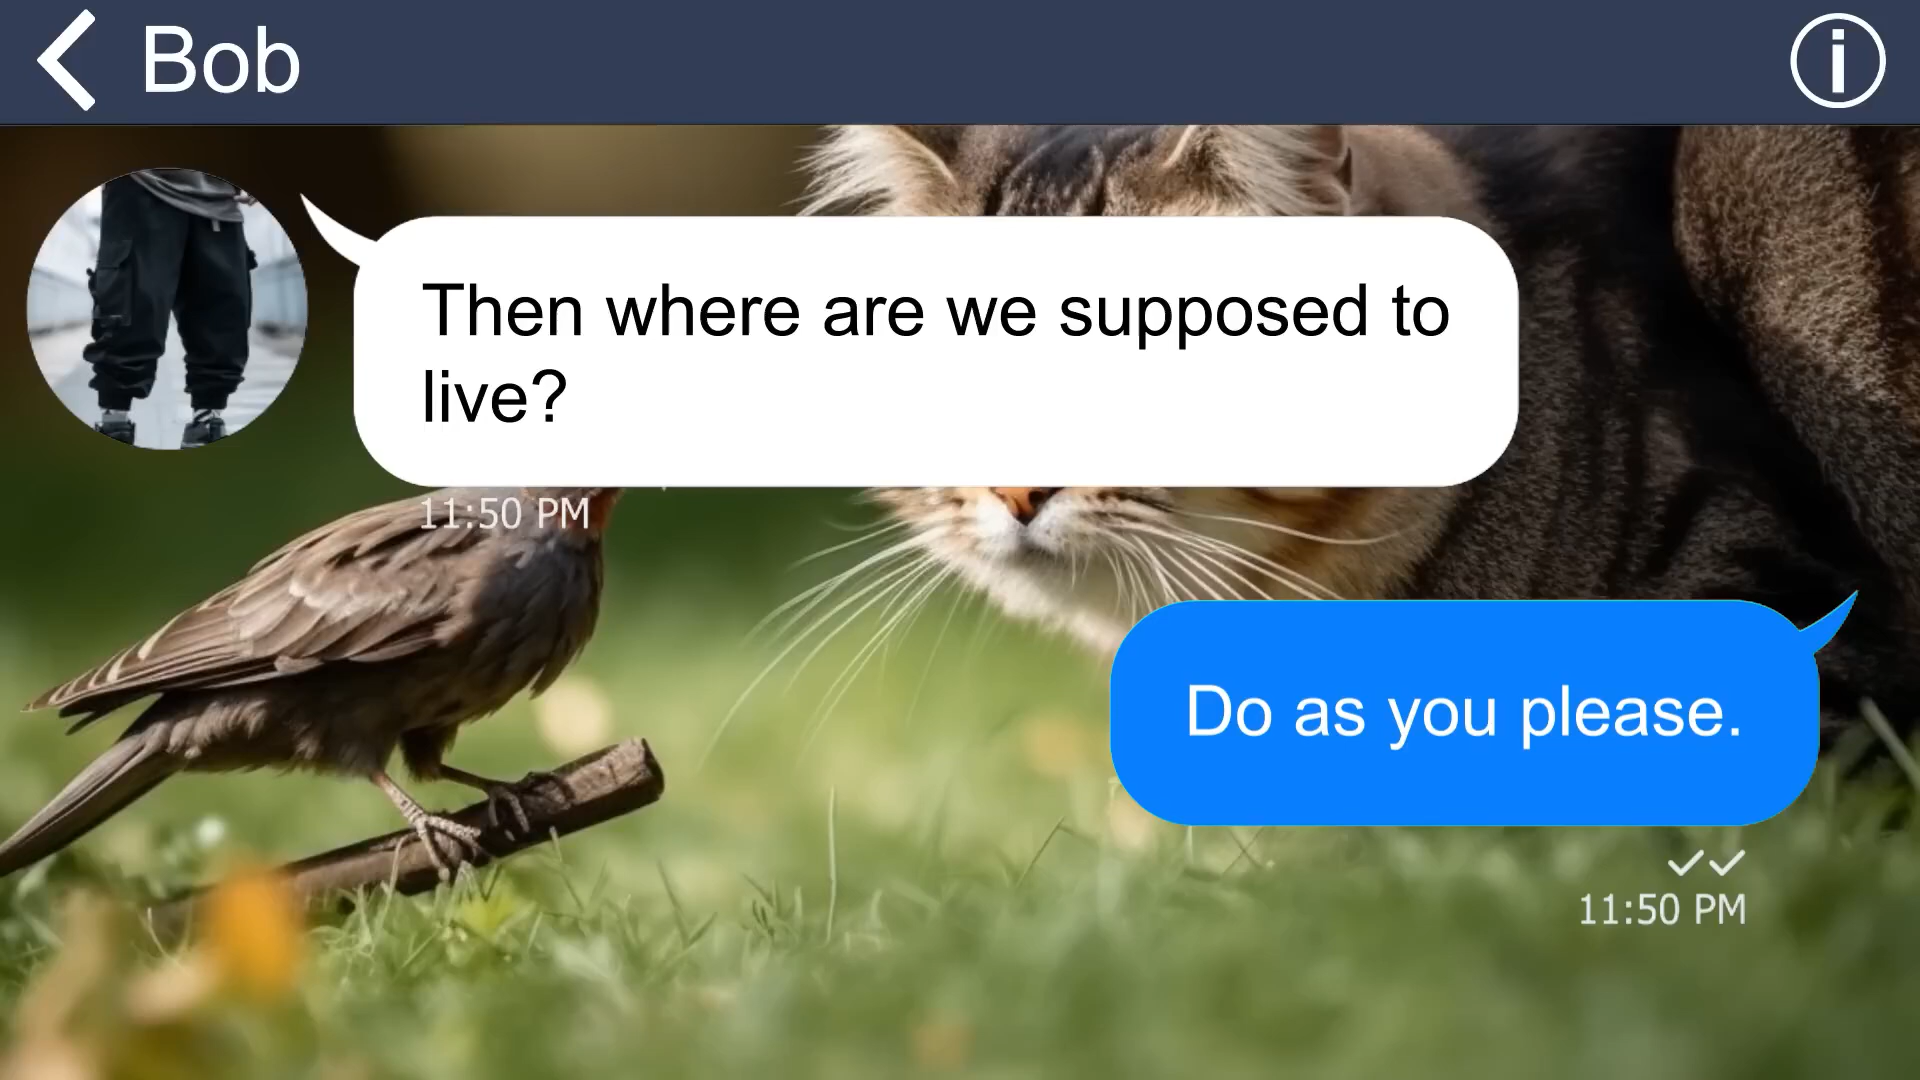 Bob
Then where are we supposed to
live?
11:50 PM
Do as you please.
11:50 PM